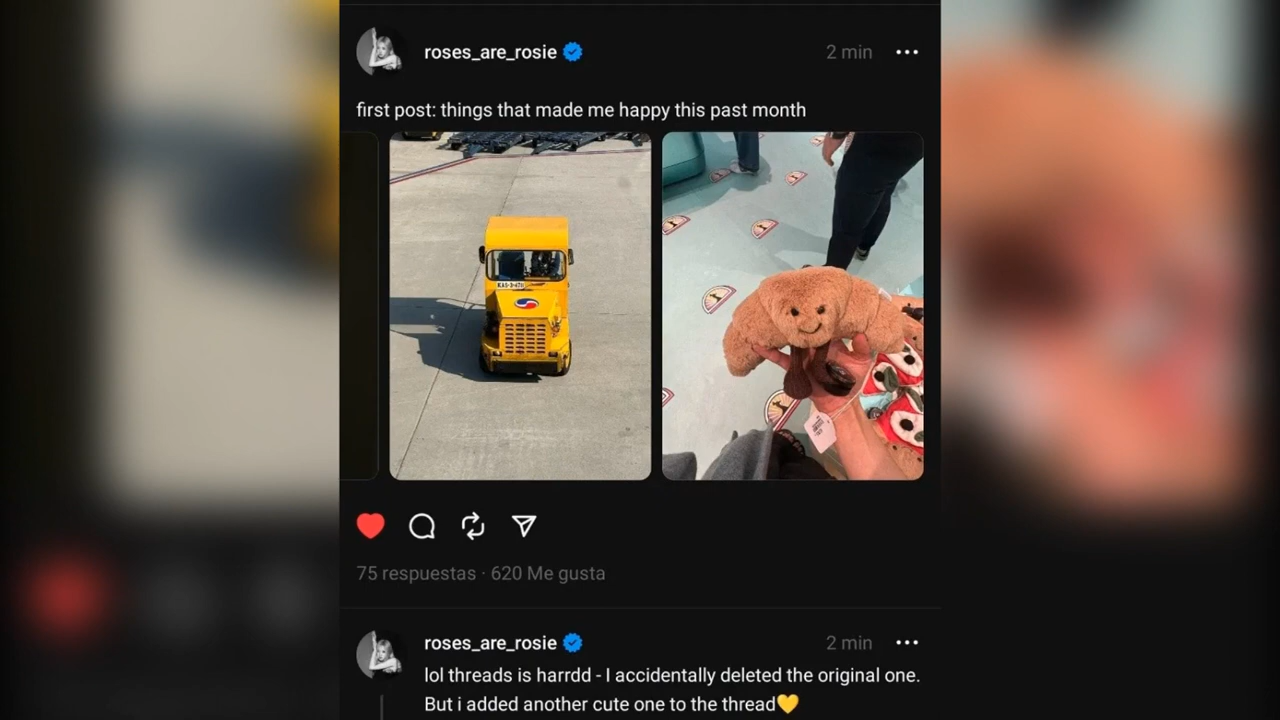 roses_are_rosie
2 min
first post: things that made me happy this past month
75 respuestas · 620 Me gusta
roses_are_rosie
2 min
lol threads is harrdd - I accidentally deleted the original one.
But i added another cute one to the thread💛